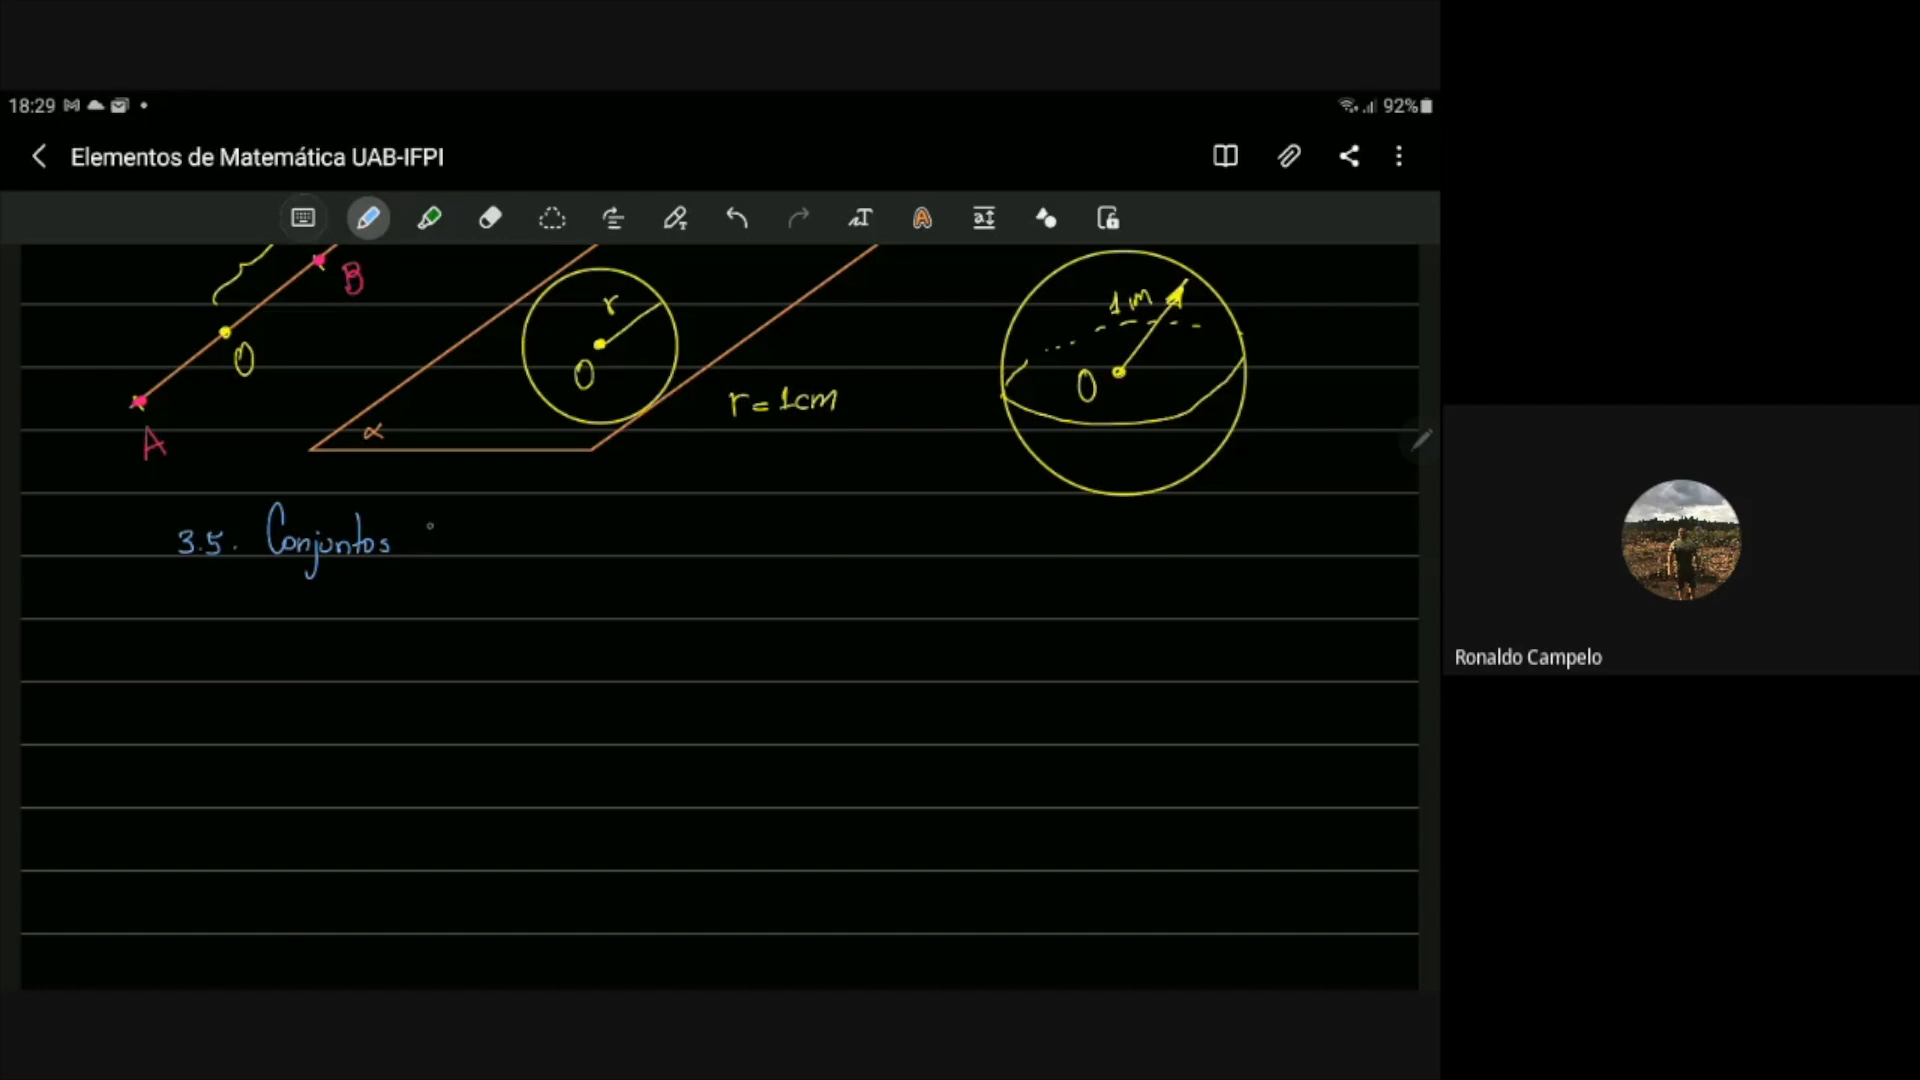 18:29
92%
Elementos de Matemática UAB-IFPI
B
r
1m
O
O
O
r = 1cm
α
A
3.5. Conjuntos
Ronaldo Campelo